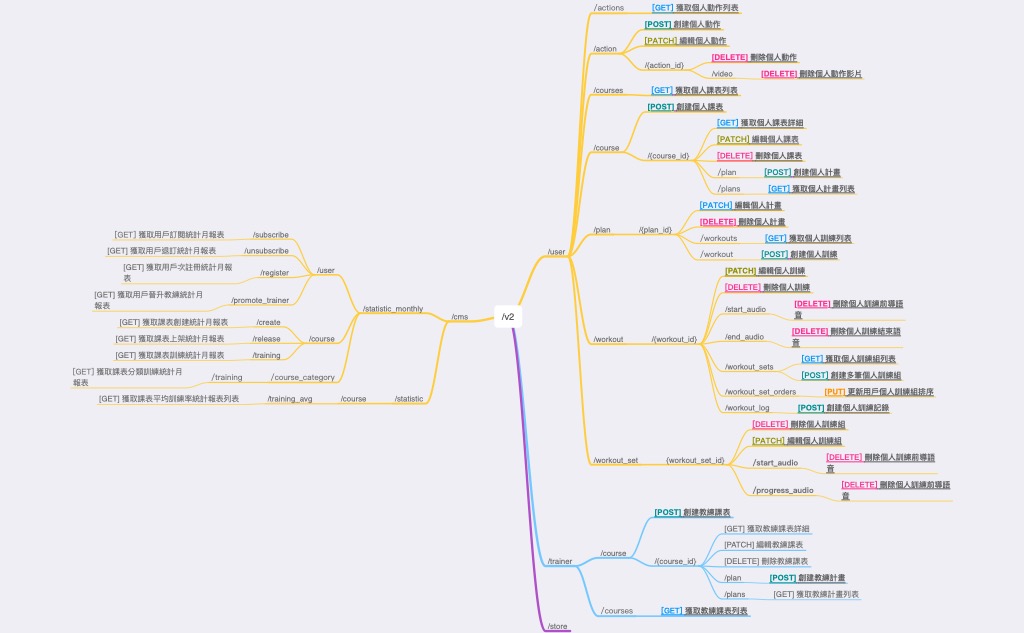 /v2
/user
/actions [GET] 獲取個人動作列表
/action
[POST] 創建個人動作
[PATCH] 編輯個人動作
/{action_id}
[DELETE] 刪除個人動作
/video [DELETE] 刪除個人動作影片
/courses [GET] 獲取個人課表列表
/course
[POST] 創建個人課表
/{course_id}
[GET] 獲取個人課表詳細
[PATCH] 編輯個人課表
[DELETE] 刪除個人課表
/plan [POST] 創建個人計畫
/plans [GET] 獲取個人計畫列表
/plan /{plan_id}
[PATCH] 編輯個人計畫
[DELETE] 刪除個人計畫
/workouts [GET] 獲取個人訓練列表
/workout [POST] 創建個人訓練
/workout /{workout_id}
[PATCH] 編輯個人訓練
[DELETE] 刪除個人訓練
/start_audio [DELETE] 刪除個人訓練前導語
音
/end_audio [DELETE] 刪除個人訓練結束語
音
/workout_sets
[GET] 獲取個人訓練組列表
[POST] 創建多筆個人訓練組
/workout_set_orders [PUT] 更新用戶個人訓練組排序
/workout_log [POST] 創建個人訓練記錄
/workout_set {workout_set_id}
[DELETE] 刪除個人訓練組
[PATCH] 編輯個人訓練組
/start_audio [DELETE] 刪除個人訓練前導語
音
/progress_audio [DELETE] 刪除個人訓練前導語
音
/trainer
/course
[POST] 創建教練課表
/{course_id}
[GET] 獲取教練課表詳細
[PATCH] 編輯教練課表
[DELETE] 刪除教練課表
/plan [POST] 創建教練計畫
/plans [GET] 獲取教練計畫列表
/courses [GET] 獲取教練課表列表
/store
/cms
/statistic_monthly
/user
[GET] 獲取用戶訂閱統計月報表 /subscribe
[GET] 獲取用戶退訂統計月報表 /unsubscribe
[GET] 獲取用戶次註冊統計月報
表 /register
[GET] 獲取用戶晉升教練統計月
報表 /promote_trainer
/course
[GET] 獲取課表創建統計月報表 /create
[GET] 獲取課表上架統計月報表 /release
[GET] 獲取課表訓練統計月報表 /training
[GET] 獲取課表分類訓練統計月
報表 /training /course_category
[GET] 獲取課表平均訓練率統計報表列表 /training_avg /course /statistic